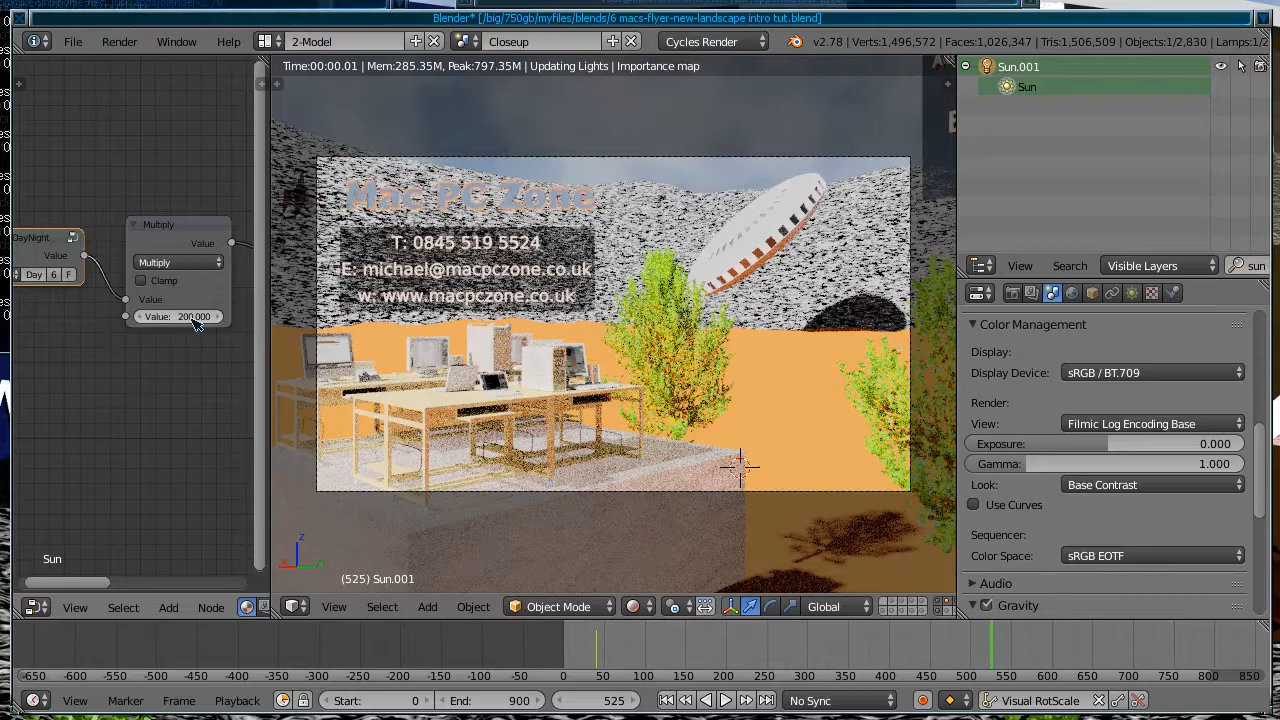 Blender* [/big/750gb/myfiles/blends/6 macs-flyer-new-landscape intro tut.blend]
File Render Window Help 2-Model Closeup Cycles Render v2.78 | Verts:1,496,572 | Faces:1,026,347 | Tris:1,506,509 | Objects:1/2,830 | Lamps:1/2
Time:00:00.01 | Mem:285.35M, Peak:797.35M | Updating Lights | Importance map
Sun.001
Sun
Mac PC Zone
T: 0845 519 5524
E: michael@macpczone.co.uk
w: www.macpczone.co.uk
DayNight
Value
Day 6 F
Multiply
Value
Multiply
Clamp
Value
Value: 200.000
View Search Visible Layers sun
Color Management
Display:
Display Device: sRGB / BT.709
Render:
View: Filmic Log Encoding Base
Exposure: 0.000
Gamma: 1.000
Look: Base Contrast
Use Curves
Sequencer:
Color Space: sRGB EOTF
Audio
Gravity
Sun
z
(525) Sun.001
View Select Add Node
View Select Add Object Object Mode Global
-650 -600 -550 -500 -450 -400 -350 -300 -250 -200 -150 -100 -50 0 50 100 150 200 250 300 350 400 450 500 550 600 650 700 750 800 850
View Marker Frame Playback Start: 0 End: 900 525 No Sync Visual RotScale